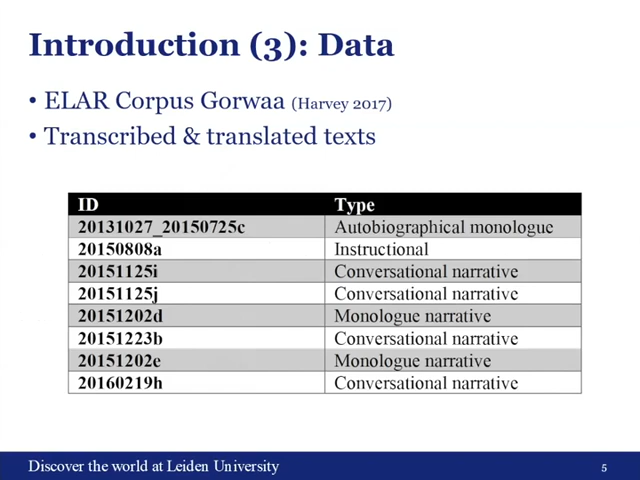 Introduction (3): Data
• ELAR Corpus Gorwaa (Harvey 2017)
• Transcribed & translated texts
ID Type
20131027_20150725c Autobiographical monologue
20150808a Instructional
20151125i Conversational narrative
20151125j Conversational narrative
20151202d Monologue narrative
20151223b Conversational narrative
20151202e Monologue narrative
20160219h Conversational narrative
Discover the world at Leiden University 5